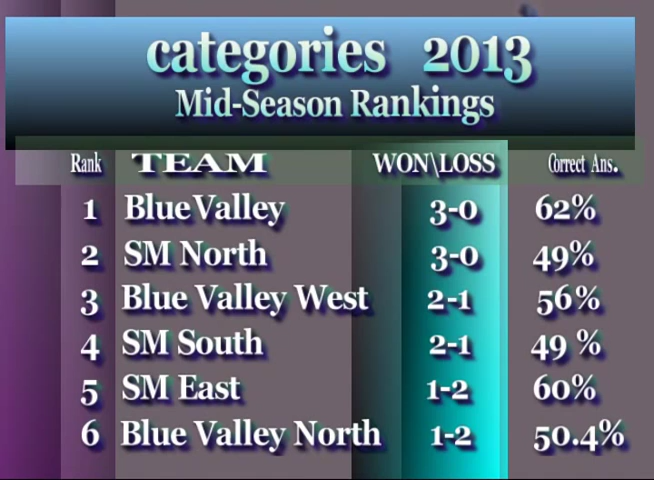 categories 2013
Mid-Season Rankings
Rank TEAM WON\LOSS Correct Ans.
1 Blue Valley 3-0 62%
2 SM North 3-0 49%
3 Blue Valley West 2-1 56%
4 SM South 2-1 49 %
5 SM East 1-2 60%
6 Blue Valley North 1-2 50.4%